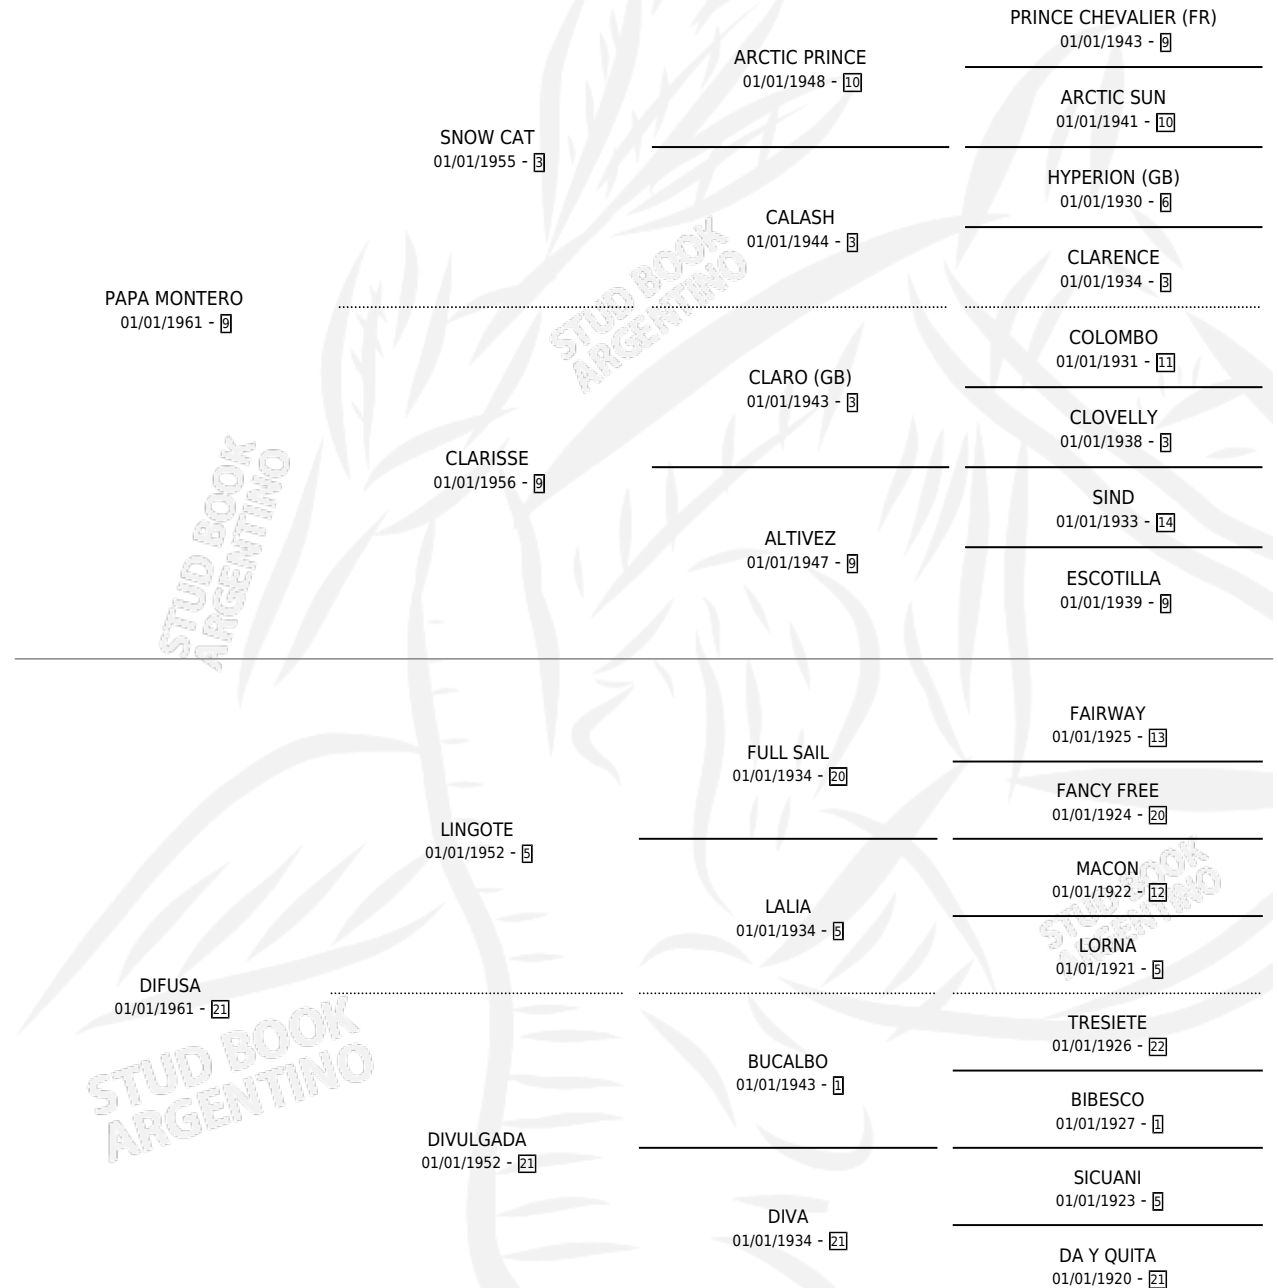 PRINCE CHEVALIER (FR)
01/01/1943 - 9
ARCTIC PRINCE
01/01/1948 - 10
ARCTIC SUN
01/01/1941 - 10
SNOW CAT
01/01/1955 - 3
HYPERION (GB)
01/01/1930 - 6
CALASH
01/01/1944 - 3
CLARENCE
01/01/1934 - 3
PAPA MONTERO
01/01/1961 - 9
COLOMBO
01/01/1931 - 11
CLARO (GB)
01/01/1943 - 3
CLOVELLY
01/01/1938 - 3
CLARISSE
01/01/1956 - 9
SIND
01/01/1933 - 14
ALTIVEZ
01/01/1947 - 9
ESCOTILLA
01/01/1939 - 9
FAIRWAY
01/01/1925 - 13
FULL SAIL
01/01/1934 - 20
FANCY FREE
01/01/1924 - 20
LINGOTE
01/01/1952 - 5
MACON
01/01/1922 - 12
LALIA
01/01/1934 - 5
LORNA
01/01/1921 - 5
DIFUSA
01/01/1961 - 21
TRESIETE
01/01/1926 - 22
BUCALBO
01/01/1943 - 1
BIBESCO
01/01/1927 - 1
DIVULGADA
01/01/1952 - 21
SICUANI
01/01/1923 - 5
DIVA
01/01/1934 - 21
DA Y QUITA
01/01/1920 - 21
STUD BOOK
ARGENTINO
STUD BOOK
ARGENTINO
STUD BOOK
ARGENTINO
STUD BOOK
ARGENTINO